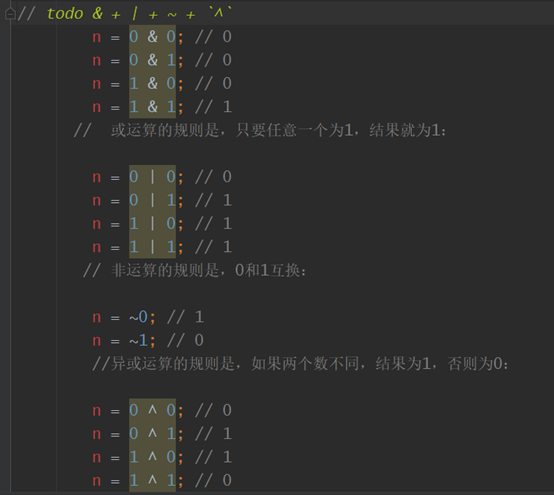 // todo & + | + ~ + `^`
n = 0 & 0; // 0
n = 0 & 1; // 0
n = 1 & 0; // 0
n = 1 & 1; // 1
//  或运算的规则是，只要任意一个为1，结果就为1：
n = 0 | 0; // 0
n = 0 | 1; // 1
n = 1 | 0; // 1
n = 1 | 1; // 1
// 非运算的规则是，0和1互换：
n = ~0; // 1
n = ~1; // 0
//异或运算的规则是，如果两个数不同，结果为1，否则为0：
n = 0 ^ 0; // 0
n = 0 ^ 1; // 1
n = 1 ^ 0; // 1
n = 1 ^ 1; // 0